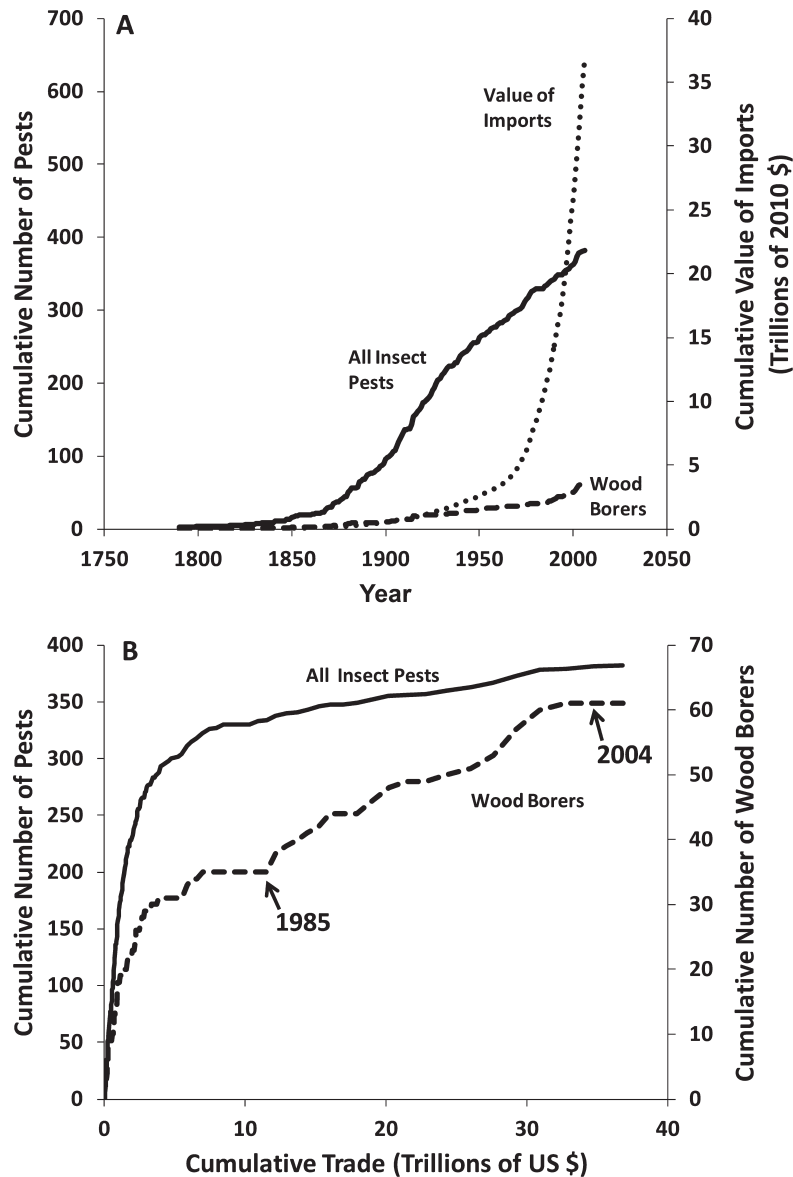 A
700
600
500
400
300
200
100
0
Cumulative Number of Pests
40
35
30
25
20
15
10
5
0
Cumulative Value of Imports
(Trillions of 2010 $)
Value of
Imports
All Insect
Pests
Wood
Borers
1750 1800 1850 1900 1950 2000 2050
Year
B
400
350
300
250
200
150
100
50
0
Cumulative Number of Pests
70
60
50
40
30
20
10
0
Cumulative Number of Wood Borers
All Insect Pests
2004
Wood Borers
1985
0 10 20 30 40
Cumulative Trade (Trillions of US $)